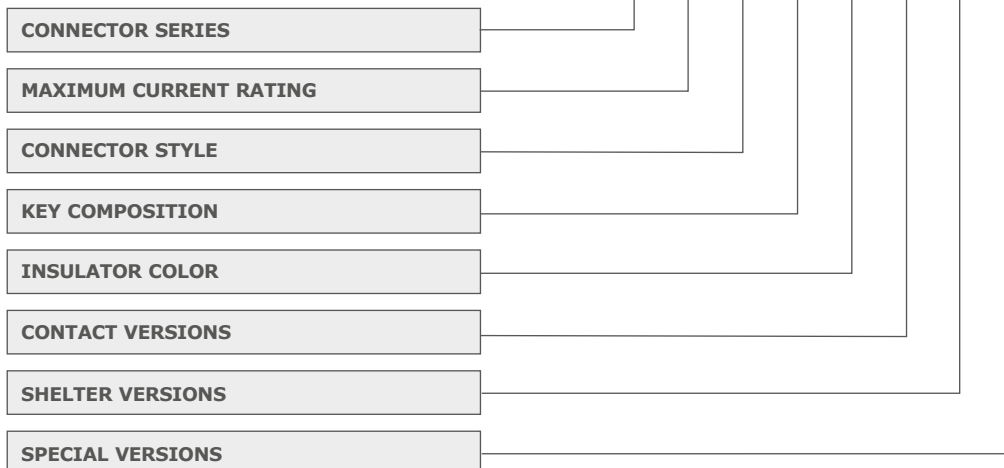 CONNECTOR SERIES
MAXIMUM CURRENT RATING
CONNECTOR STYLE
KEY COMPOSITION
INSULATOR COLOR
CONTACT VERSIONS
SHELTER VERSIONS
SPECIAL VERSIONS